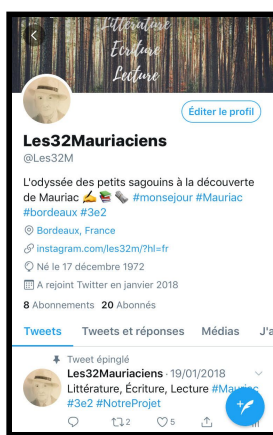 Littérature
Écriture
Lecture
Éditer le profil
Les32Mauriaciens
@Les32M
L'odyssée des petits sagouins à la découverte
de Mauriac ✍️ 📚 🗞️ #monsejour #Mauriac
#bordeaux #3e2
Bordeaux, France
instagram.com/les32m/?hl=fr
Né le 17 décembre 1972
A rejoint Twitter en janvier 2018
8 Abonnements 20 Abonnés
Tweets Tweets et réponses Médias J'a
Tweet épinglé
Les32Mauriaciens · 19/01/2018
Littérature, Écriture, Lecture #Mauriac
#3e2 #NotreProjet
2 5